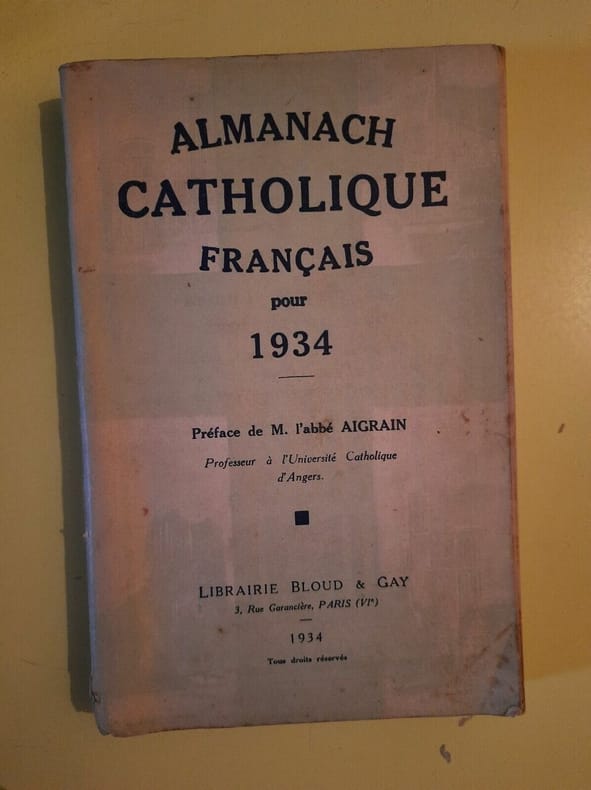 ALMANACH
CATHOLIQUE
FRANÇAIS
pour
1934
Préface de M. l'abbé AIGRAIN
Professeur à l'Université Catholique
d'Angers.
LIBRAIRIE BLOUD & GAY
3, Rue Garancière, PARIS (VIe)
1934
Tous droits réservés